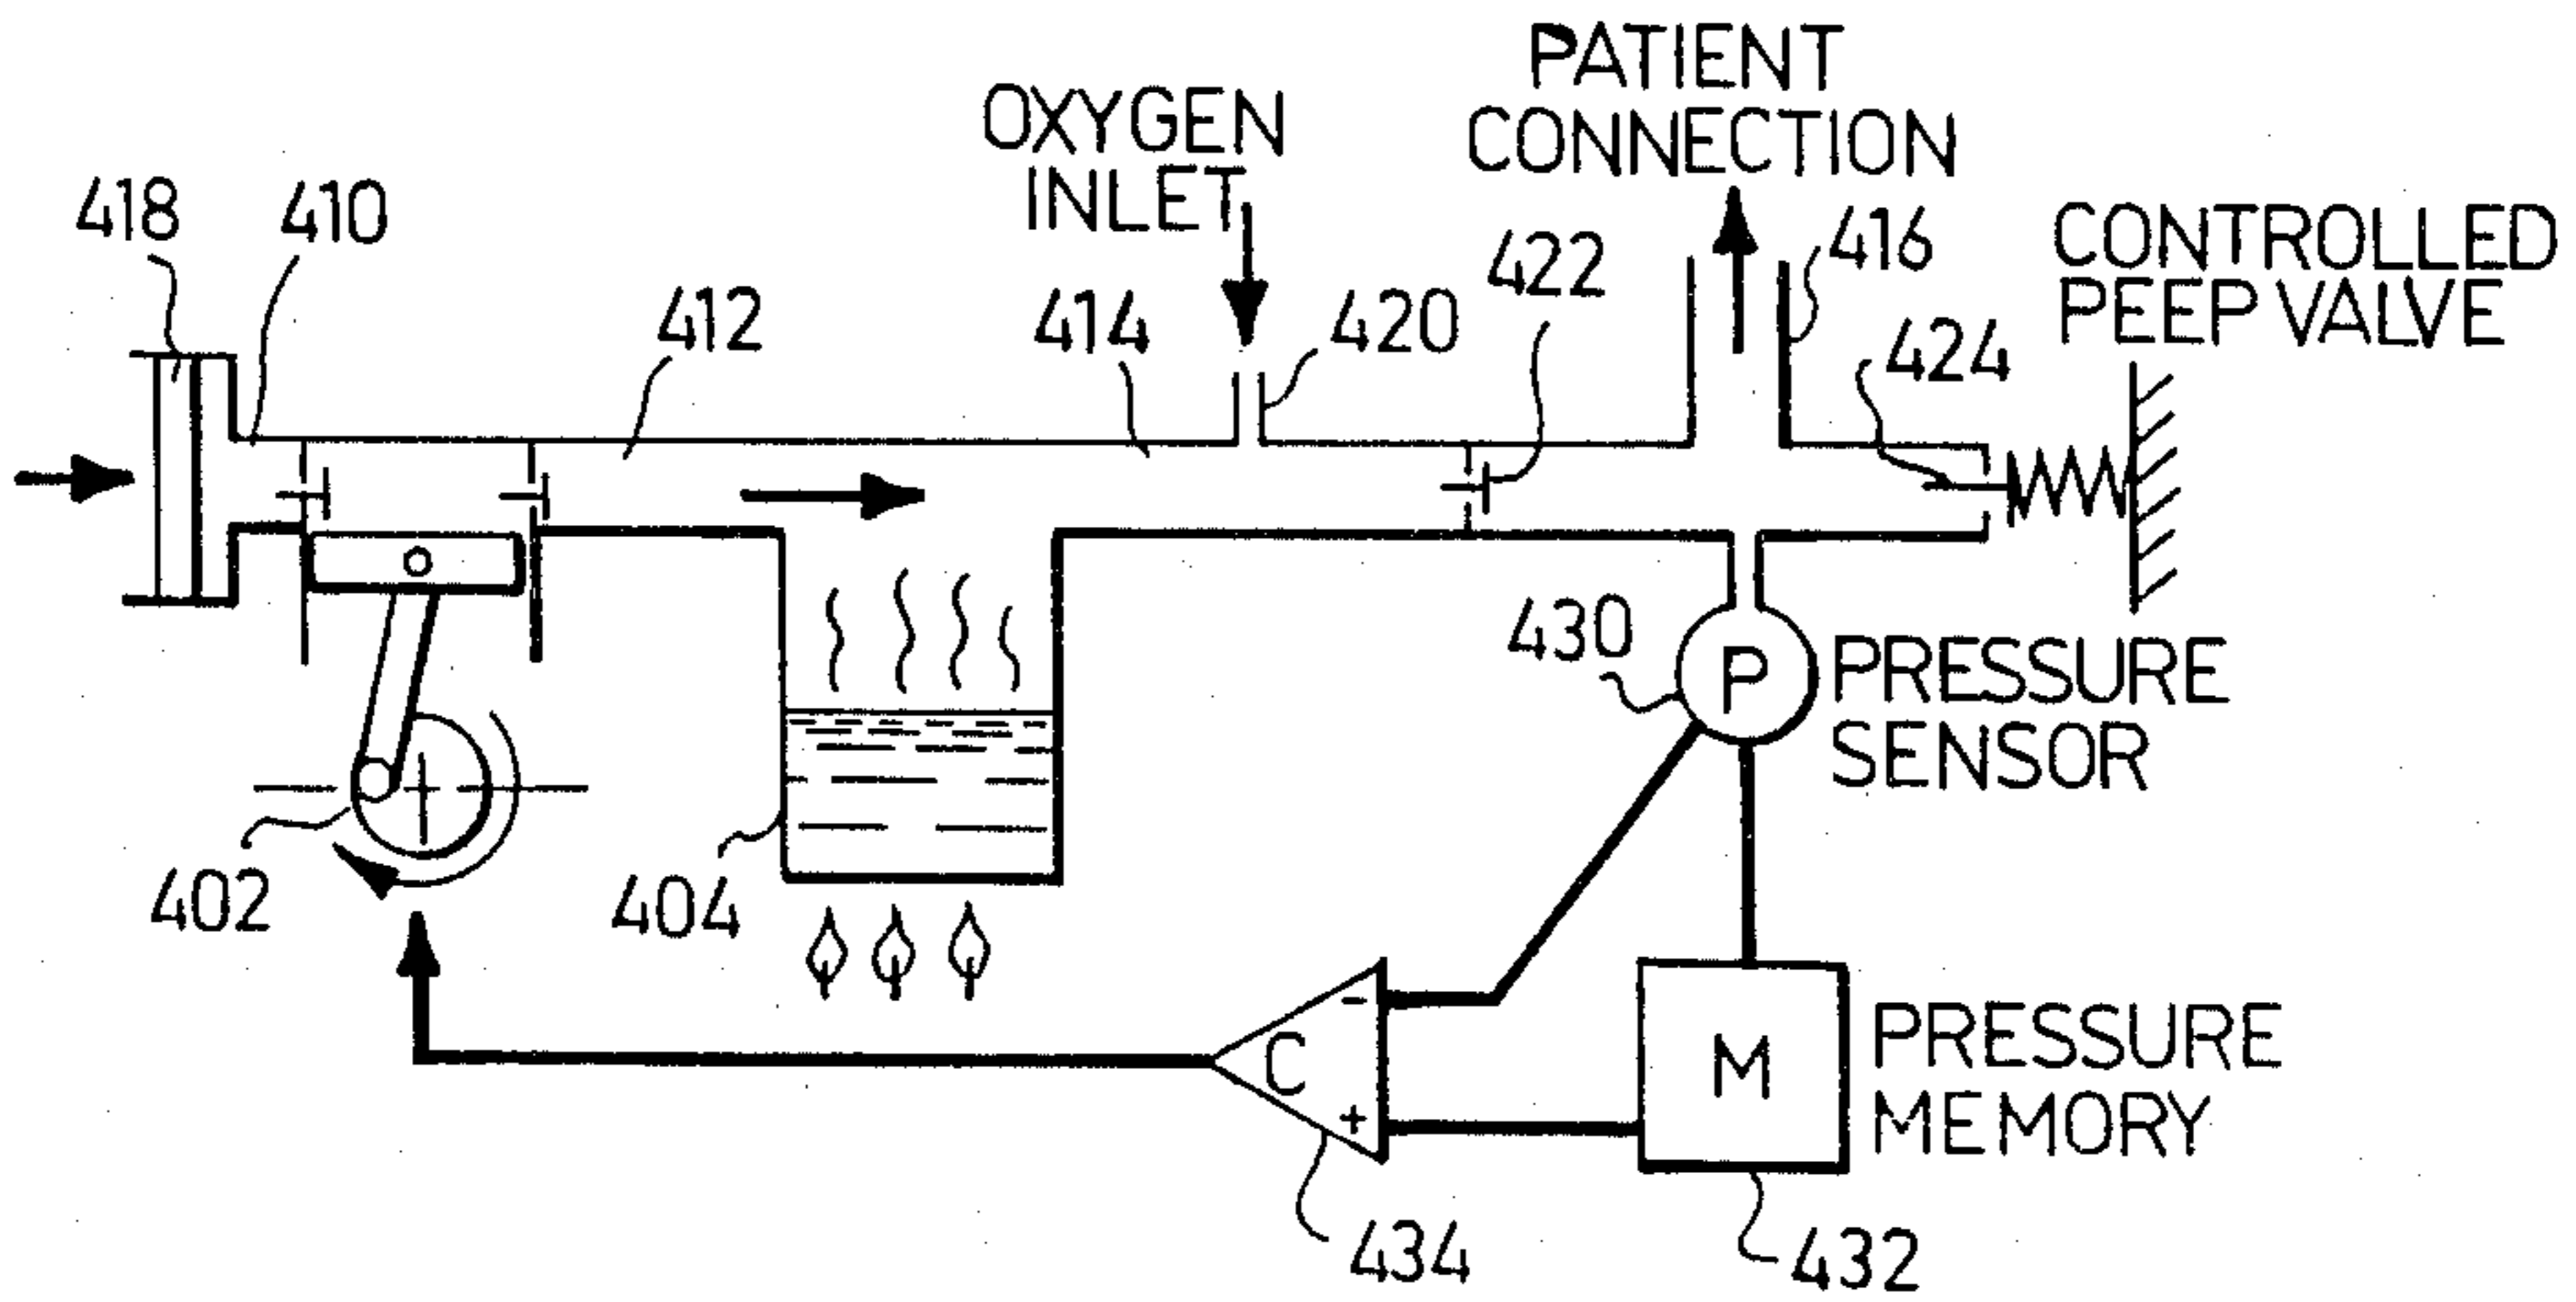 PATIENT
CONNECTION
OXYGEN
INLET
418
410
422
416
CONTROLLED
PEEP VALVE
412
414
420
424
430
P
PRESSURE
SENSOR
402
404
-
C
+
M
PRESSURE
MEMORY
434
432